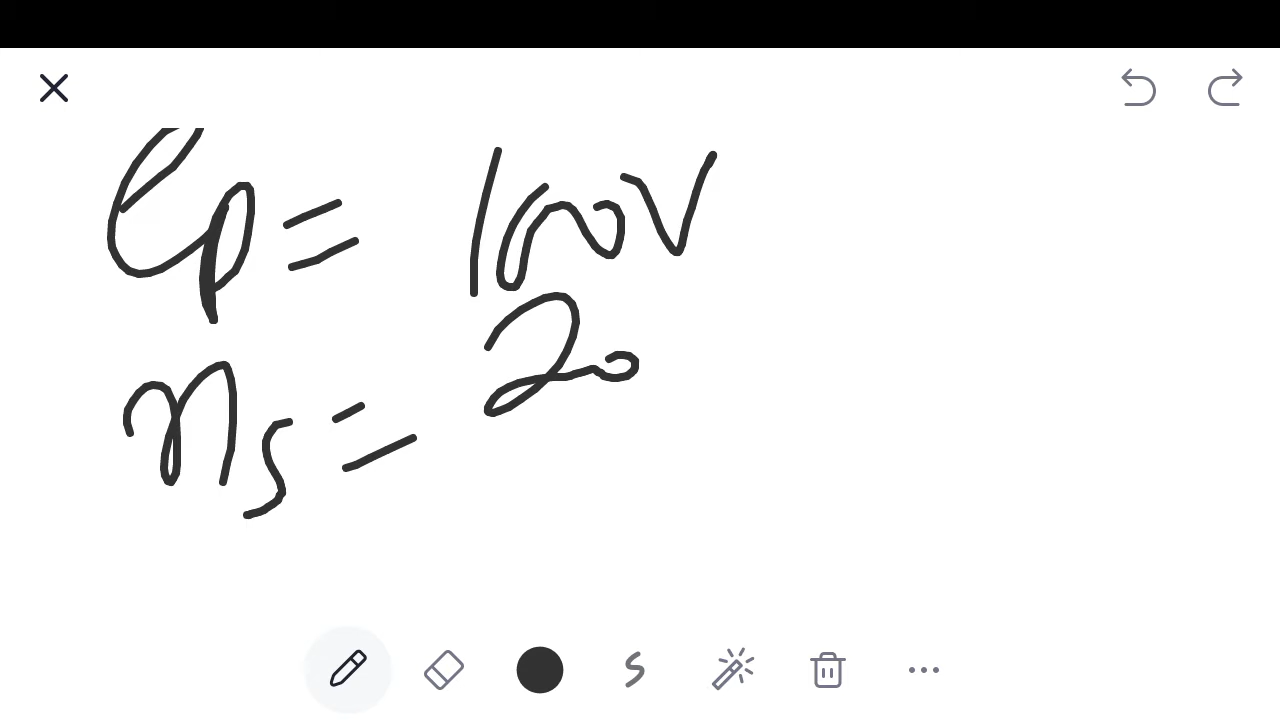 ep = 100V
ns = 20